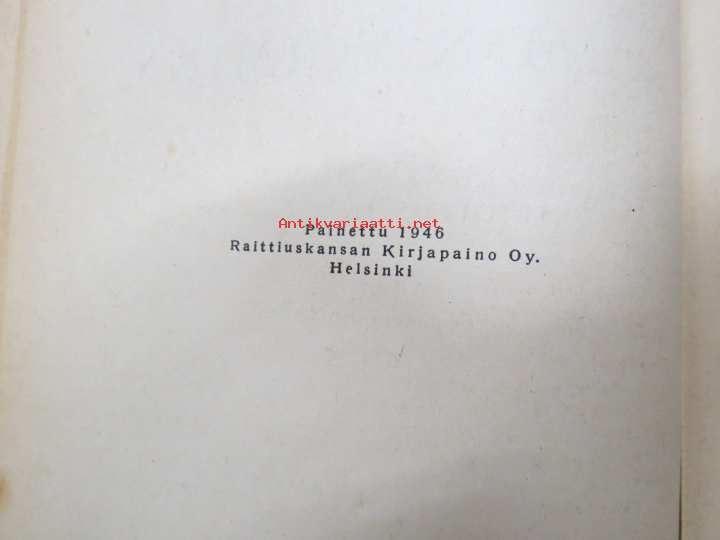 Antikvariaatti.net
Painettu 1946
Raittiuskansan Kirjapaino Oy.
Helsinki